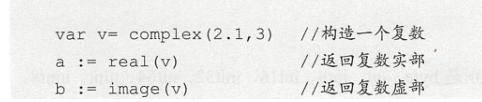 var v= complex(2.1,3) //构造一个复数
a := real(v) //返回复数实部
b := image(v) //返回复数虚部